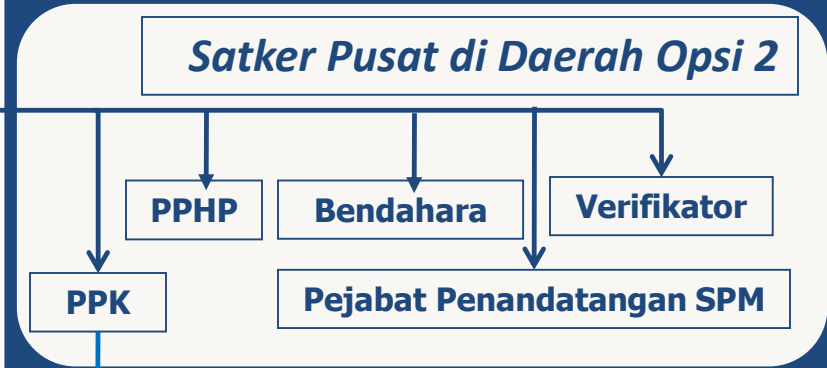 Satker Pusat di Daerah Opsi 2
PPHP
Bendahara
Verifikator
PPK
Pejabat Penandatangan SPM